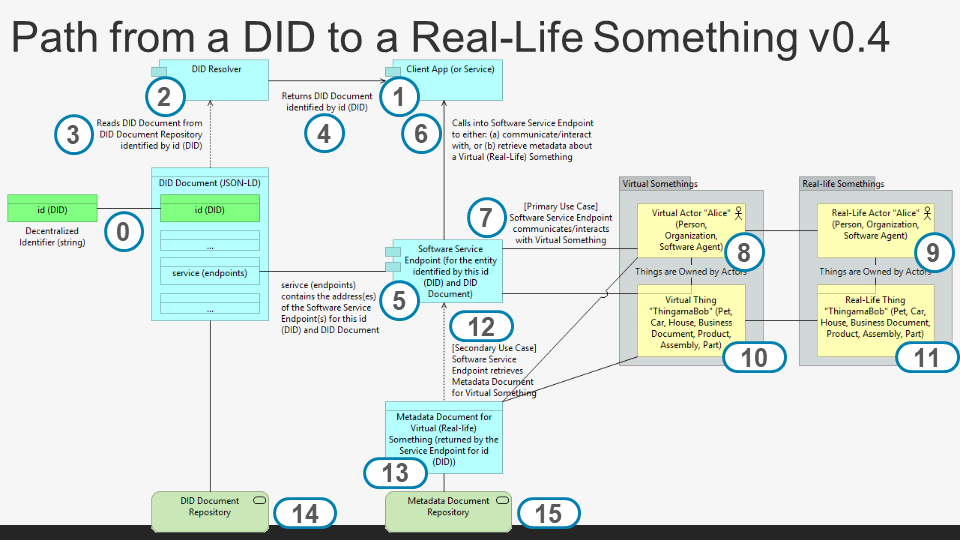 Path from a DID to a Real-Life Something v0.4
DID Resolver
2
Client App (or Service)
1
Returns DID Document
identified by id (DID)
4
3
Reads DID Document from
DID Document Repository
identified by id (DID)
6
Calls into Software Service Endpoint
to either: (a) communicate/interact
with, or (b) retrieve metadata about
a Virtual (Real-Life) Something
id (DID)
Decentralized
Identifier (string)
0
DID Document (JSON-LD)
id (DID)
...
service (endpoints)
...
serivce (endpoints)
contains the address(es)
of the Software Service
Endpoint(s) for this id
(DID) and DID Document
7
[Primary Use Case]
Software Service Endpoint
communicates/interacts
with Virtual Something
Software Service
Endpoint (for the entity
identified by this id
(DID) and DID
Document)
5
Virtual Somethings
Virtual Actor "Alice"
(Person,
Organization,
Software Agent)
8
Things are Owned by Actors
Virtual Thing
"ThingamaBob" (Pet,
Car, House, Business
Document, Product,
Assembly, Part)
10
Real-life Somethings
Real-Life Actor "Alice"
(Person, Organization,
Software Agent)
9
Things are Owned by Actors
Real-Life Thing
"ThingamaBob" (Pet, Car,
House, Business Document,
Product, Assembly, Part)
11
12
[Secondary Use Case]
Software Service
Endpoint retrieves
Metadata Document
for Virtual Something
Metadata Document for
Virtual (Real-life)
Something (returned by the
Service Endpoint for id
(DID))
13
DID Document
Repository
14
Metadata Document
Repository
15